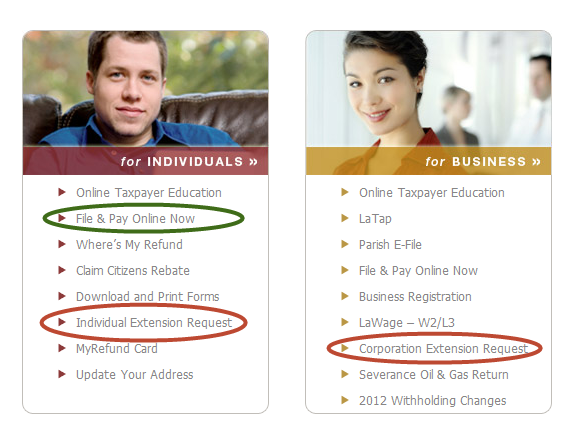 for INDIVIDUALS »
Online Taxpayer Education
File & Pay Online Now
Where's My Refund
Claim Citizens Rebate
Download and Print Forms
Individual Extension Request
MyRefund Card
Update Your Address
for BUSINESS »
Online Taxpayer Education
LaTap
Parish E-File
File & Pay Online Now
Business Registration
LaWage – W2/L3
Corporation Extension Request
Severance Oil & Gas Return
2012 Withholding Changes